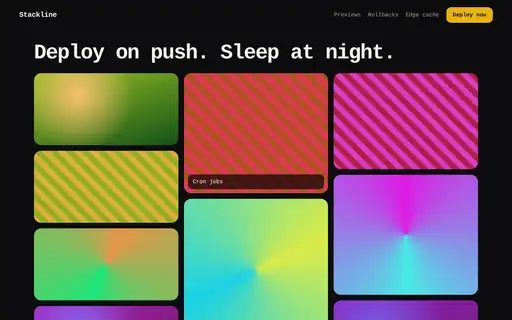 Stackline
Previews
Rollbacks
Edge cache
Deploy now
Deploy on push. Sleep at night.
Cron jobs